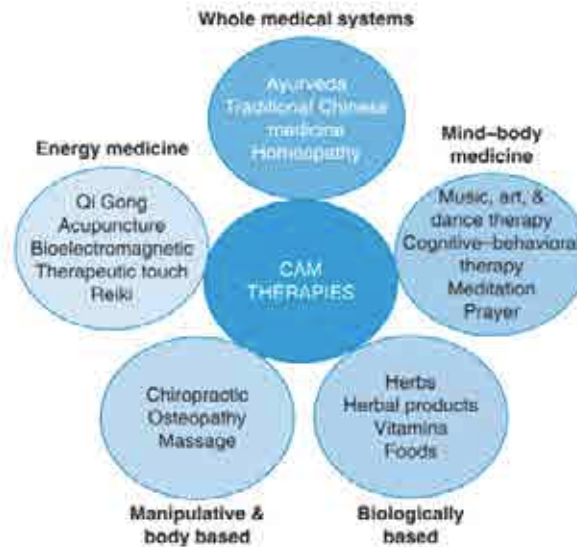 Whole medical systems
Ayurveda
Traditional Chinese
medicine
Homeopathy
Energy medicine
Qi Gong
Acupuncture
Bioelectromagnetic
Therapeutic touch
Reiki
Mind–body
medicine
Music, art, &
dance therapy
Cognitive–behavioral
therapy
Meditation
Prayer
CAM
THERAPIES
Chiropractic
Osteopathy
Massage
Manipulative &
body based
Herbs
Herbal products
Vitamins
Foods
Biologically
based